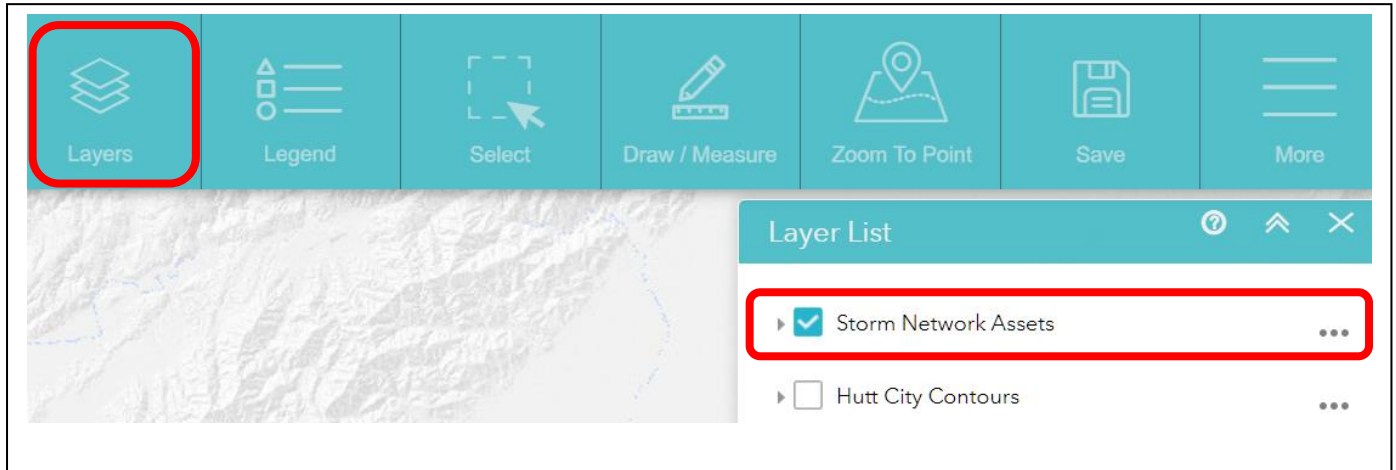 Layers Legend Select Draw / Measure Zoom To Point Save More
Layer List
Storm Network Assets
Hutt City Contours